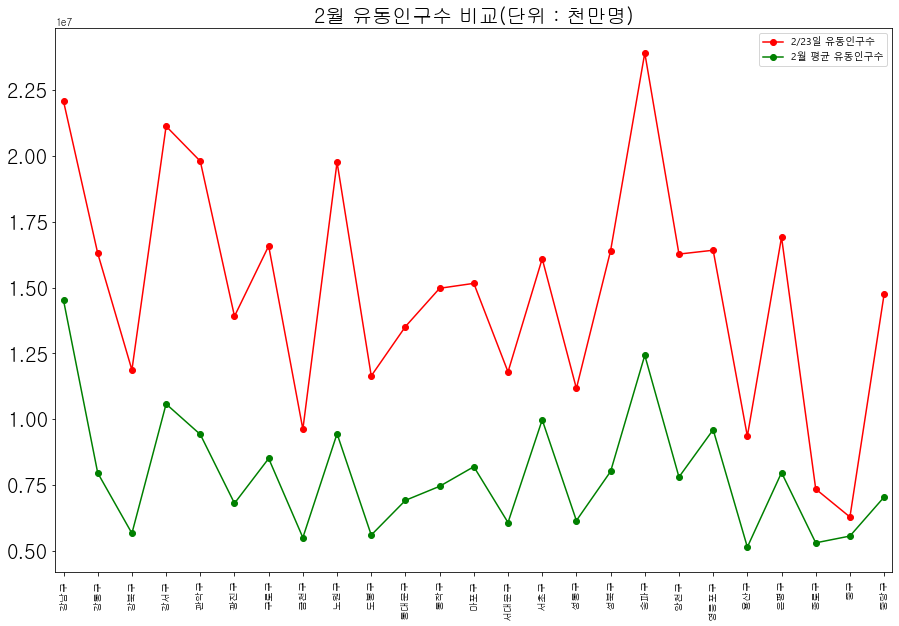 2월 유동인구수 비교(단위 : 천만명)
1e7
2/23일 유동인구수
2월 평균 유동인구수
2.25
2.00
1.75
1.50
1.25
1.00
0.75
0.50
강남구
강동구
강북구
강서구
관악구
광진구
구로구
금천구
노원구
도봉구
동대문구
동작구
마포구
서대문구
서초구
성동구
성북구
송파구
양천구
영등포구
용산구
은평구
종로구
중구
중랑구